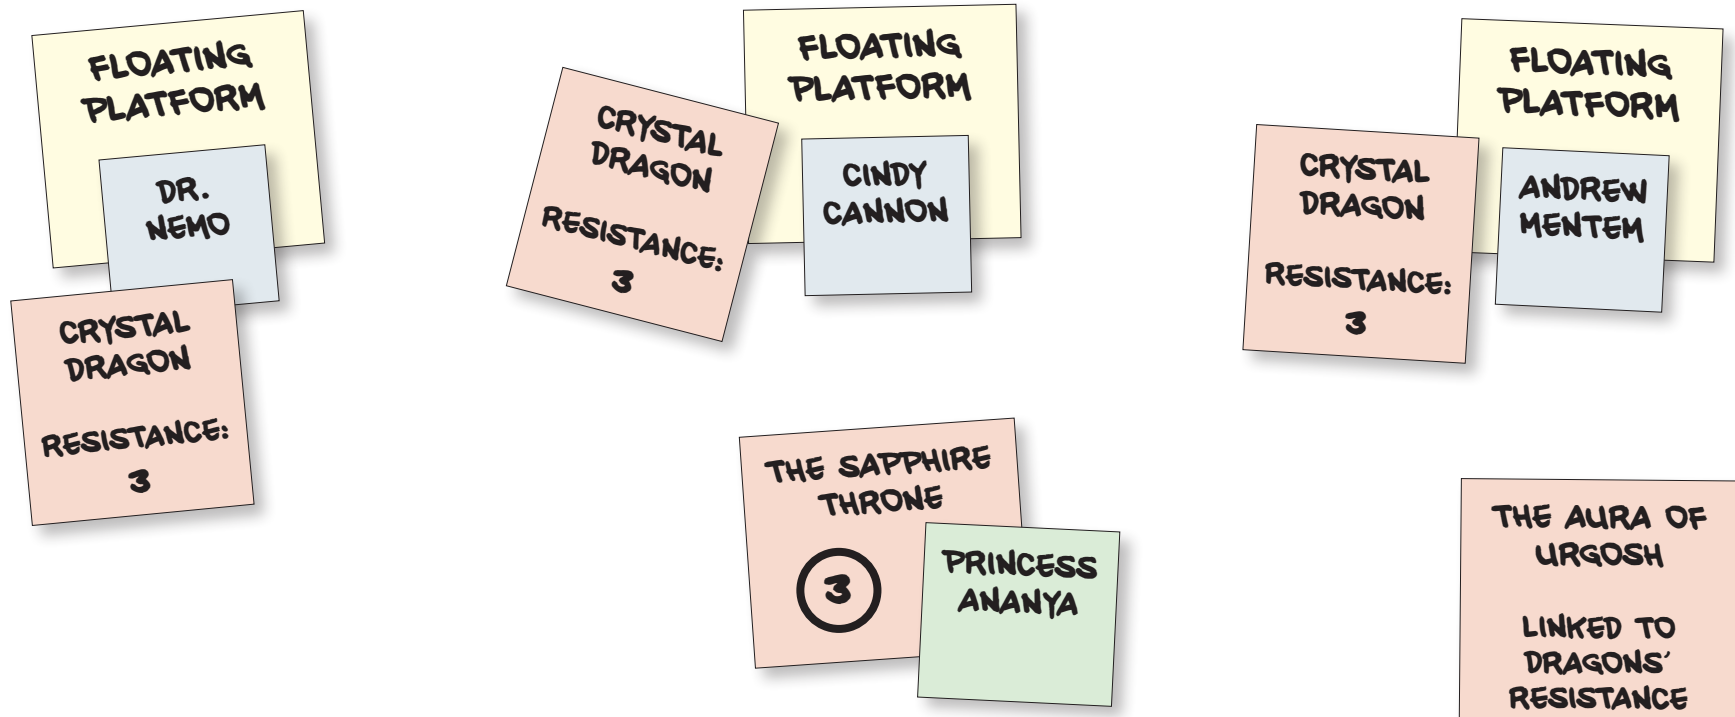 FLOATING
PLATFORM
DR.
NEMO
CRYSTAL
DRAGON
RESISTANCE:
3
FLOATING
PLATFORM
CRYSTAL
DRAGON
RESISTANCE:
3
CINDY
CANNON
FLOATING
PLATFORM
CRYSTAL
DRAGON
RESISTANCE:
3
ANDREW
MENTEM
THE SAPPHIRE
THRONE
3
PRINCESS
ANANYA
THE AURA OF
URGOSH
LINKED TO
DRAGONS'
RESISTANCE